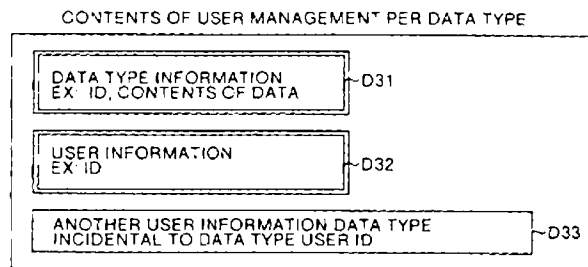 CONTENTS OF USER MANAGEMENT PER DATA TYPE
DATA TYPE INFORMATION
EX: ID, CONTENTS OF DATA
D31
USER INFORMATION
EX: ID
D32
ANOTHER USER INFORMATION DATA TYPE
INCIDENTAL TO DATA TYPE USER ID
D33